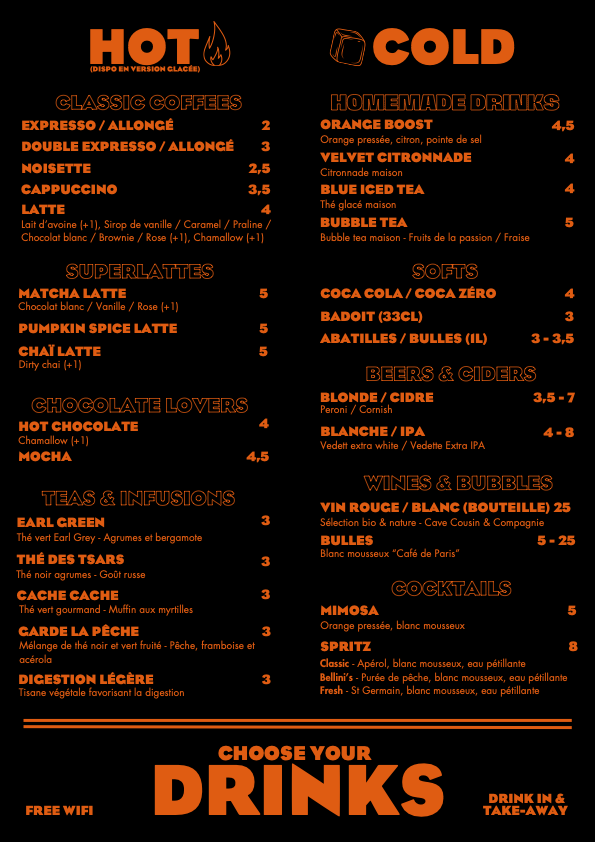 HOT
(DISPO EN VERSION GLACÉE)
CLASSIC COFFEES
EXPRESSO / ALLONGÉ 2
DOUBLE EXPRESSO / ALLONGÉ 3
NOISETTE 2,5
CAPPUCCINO 3,5
LATTE 4
Lait d'avoine (+1), Sirop de vanille / Caramel / Praline /
Chocolat blanc / Brownie / Rose (+1), Chamallow (+1)
SUPERLATTES
MATCHA LATTE 5
Chocolat blanc / Vanille / Rose (+1)
PUMPKIN SPICE LATTE 5
CHAÏ LATTE 5
Dirty chai (+1)
CHOCOLATE LOVERS
HOT CHOCOLATE 4
Chamallow (+1)
MOCHA 4,5
TEAS & INFUSIONS
EARL GREEN 3
Thé vert Earl Grey - Agrumes et bergamote
THÉ DES TSARS 3
Thé noir agrumes - Goût russe
CACHE CACHE 3
Thé vert gourmand - Muffin aux myrtilles
GARDE LA PÊCHE 3
Mélange de thé noir et vert fruité - Pêche, framboise et
acérola
DIGESTION LÉGÈRE 3
Tisane végétale favorisant la digestion
COLD
HOMEMADE DRINKS
ORANGE BOOST 4,5
Orange pressée, citron, pointe de sel
VELVET CITRONNADE 4
Citronnade maison
BLUE ICED TEA 4
Thé glacé maison
BUBBLE TEA 5
Bubble tea maison - Fruits de la passion / Fraise
SOFTS
COCA COLA / COCA ZÉRO 4
BADOIT (33CL) 3
ABATILLES / BULLES (1L) 3 - 3,5
BEERS & CIDERS
BLONDE / CIDRE 3,5 - 7
Peroni / Cornish
BLANCHE / IPA 4 - 8
Vedett extra white / Vedette Extra IPA
WINES & BUBBLES
VIN ROUGE / BLANC (BOUTEILLE) 25
Sélection bio & nature - Cave Cousin & Compagnie
BULLES 5 - 25
Blanc mousseux "Café de Paris"
COCKTAILS
MIMOSA 5
Orange pressée, blanc mousseux
SPRITZ 8
Classic - Apérol, blanc mousseux, eau pétillante
Bellini's - Purée de pêche, blanc mousseux, eau pétillante
Fresh - St Germain, blanc mousseux, eau pétillante
CHOOSE YOUR
DRINKS
FREE WIFI
DRINK IN &
TAKE-AWAY